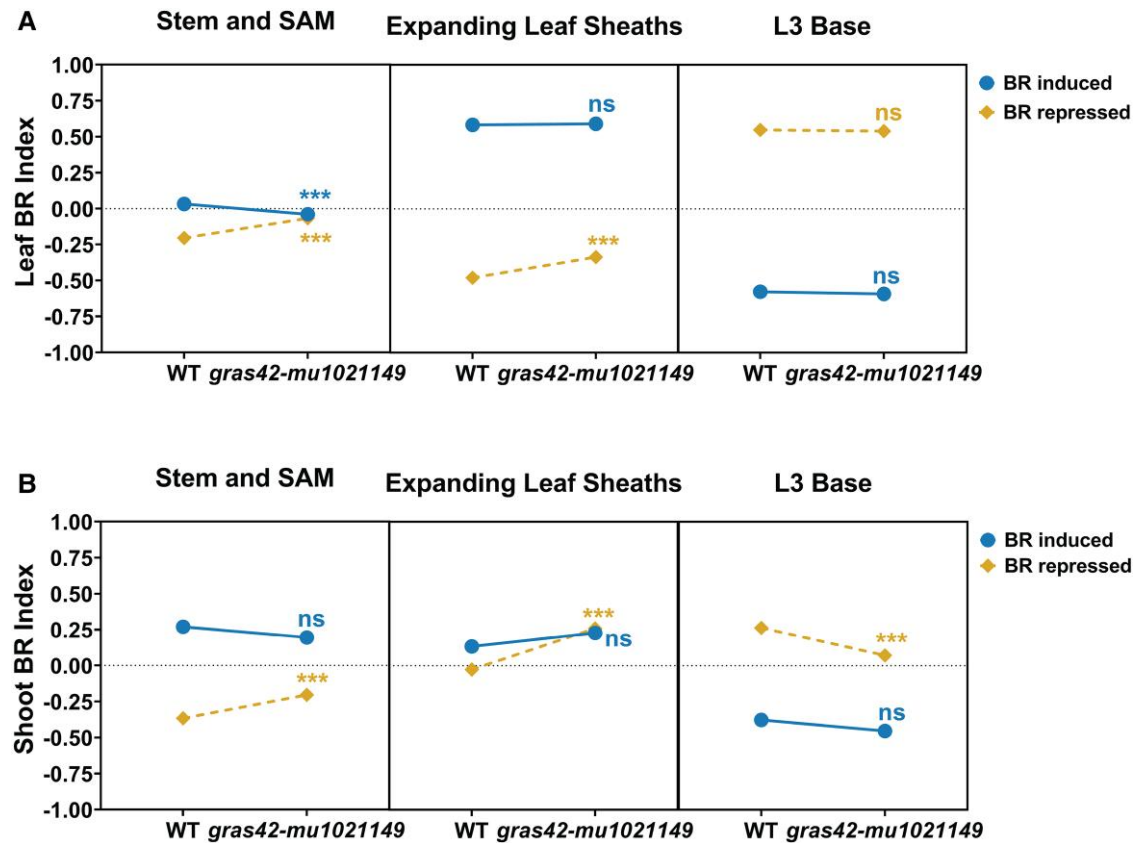 A
Stem and SAM
Expanding Leaf Sheaths
L3 Base
Leaf BR Index
1.00
0.75
0.50
0.25
0.00
-0.25
-0.50
-0.75
-1.00
***
***
ns
***
ns
ns
BR induced
BR repressed
WT gras42-mu1021149
WT gras42-mu1021149
WT gras42-mu1021149
B
Stem and SAM
Expanding Leaf Sheaths
L3 Base
Shoot BR Index
1.00
0.75
0.50
0.25
0.00
-0.25
-0.50
-0.75
-1.00
ns
***
***
ns
***
ns
BR induced
BR repressed
WT gras42-mu1021149
WT gras42-mu1021149
WT gras42-mu1021149